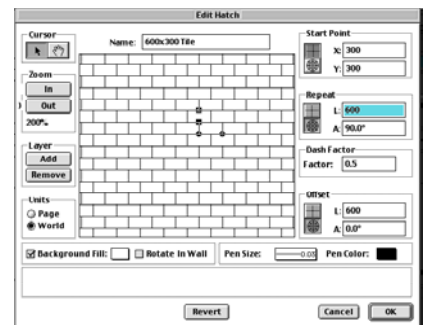 Edit Hatch
Cursor
Name: 600x300 Tile
Start Point
X: 300
Y: 300
Zoom
In
Out
200%
Repeat
L: 600
A: 90.0°
Layer
Add
Remove
Dash Factor
Factor: 0.5
Units
Page
World
Offset
L: 600
A: 0.0°
Background Fill:
Rotate In Wall
Pen Size: 0.05
Pen Color:
Revert
Cancel
OK